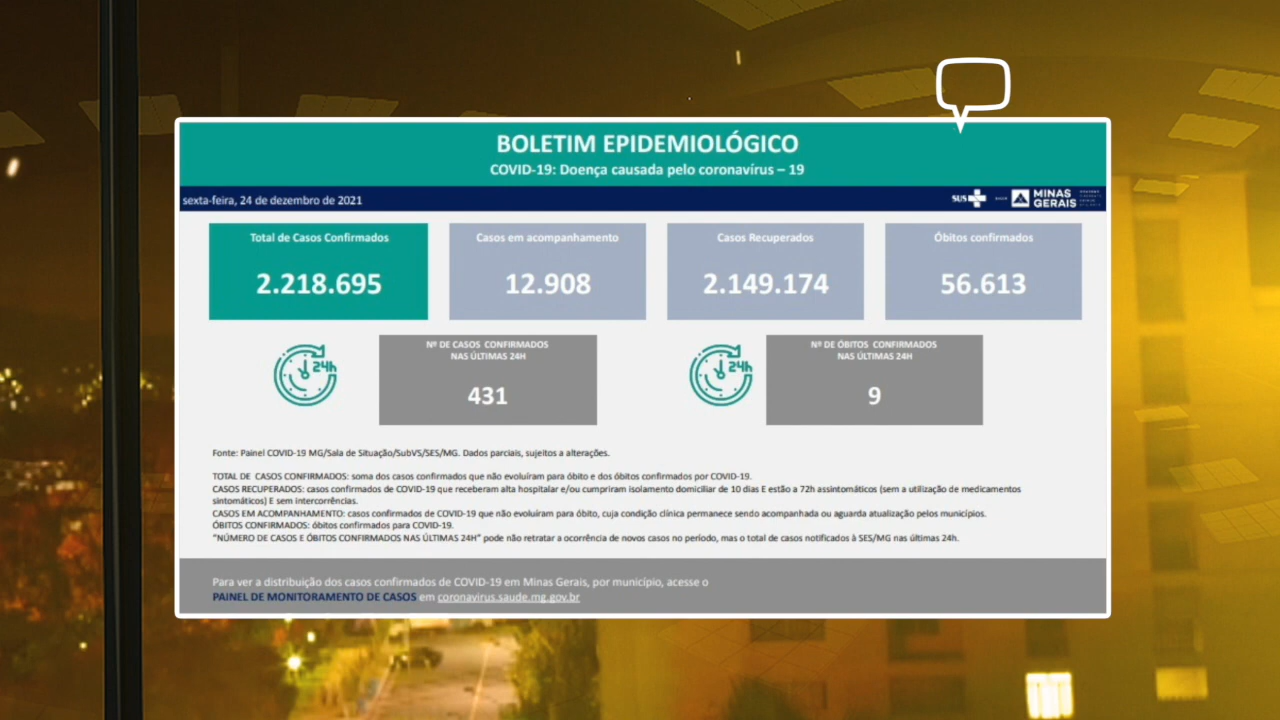 BOLETIM EPIDEMIOLÓGICO
COVID-19: Doença causada pelo coronavírus – 19
sexta-feira, 24 de dezembro de 2021
SUS
MINAS
GERAIS
Total de Casos Confirmados
2.218.695
Casos em acompanhamento
12.908
Casos Recuperados
2.149.174
Óbitos confirmados
56.613
24h
Nº DE CASOS CONFIRMADOS
NAS ÚLTIMAS 24H
431
24h
Nº DE ÓBITOS CONFIRMADOS
NAS ÚLTIMAS 24H
9
Fonte: Painel COVID-19 MG/Sala de Situação/SubVS/SES/MG. Dados parciais, sujeitos a alterações.
TOTAL DE CASOS CONFIRMADOS: soma dos casos confirmados que não evoluíram para óbito e dos óbitos confirmados por COVID-19.
CASOS RECUPERADOS: casos confirmados de COVID-19 que receberam alta hospitalar e/ou cumpriram isolamento domiciliar de 10 dias E estão a 72h assintomáticos (sem a utilização de medicamentos
sintomáticos) E sem intercorrências.
CASOS EM ACOMPANHAMENTO: casos confirmados de COVID-19 que não evoluíram para óbito, cuja condição clínica permanece sendo acompanhada ou aguarda atualização pelos municípios.
ÓBITOS CONFIRMADOS: óbitos confirmados para COVID-19.
"NÚMERO DE CASOS E ÓBITOS CONFIRMADOS NAS ÚLTIMAS 24H" pode não retratar a ocorrência de novos casos no período, mas o total de casos notificados à SES/MG nas últimas 24h.
Para ver a distribuição dos casos confirmados de COVID-19 em Minas Gerais, por município, acesse o
PAINEL DE MONITORAMENTO DE CASOS em coronavirus.saude.mg.gov.br